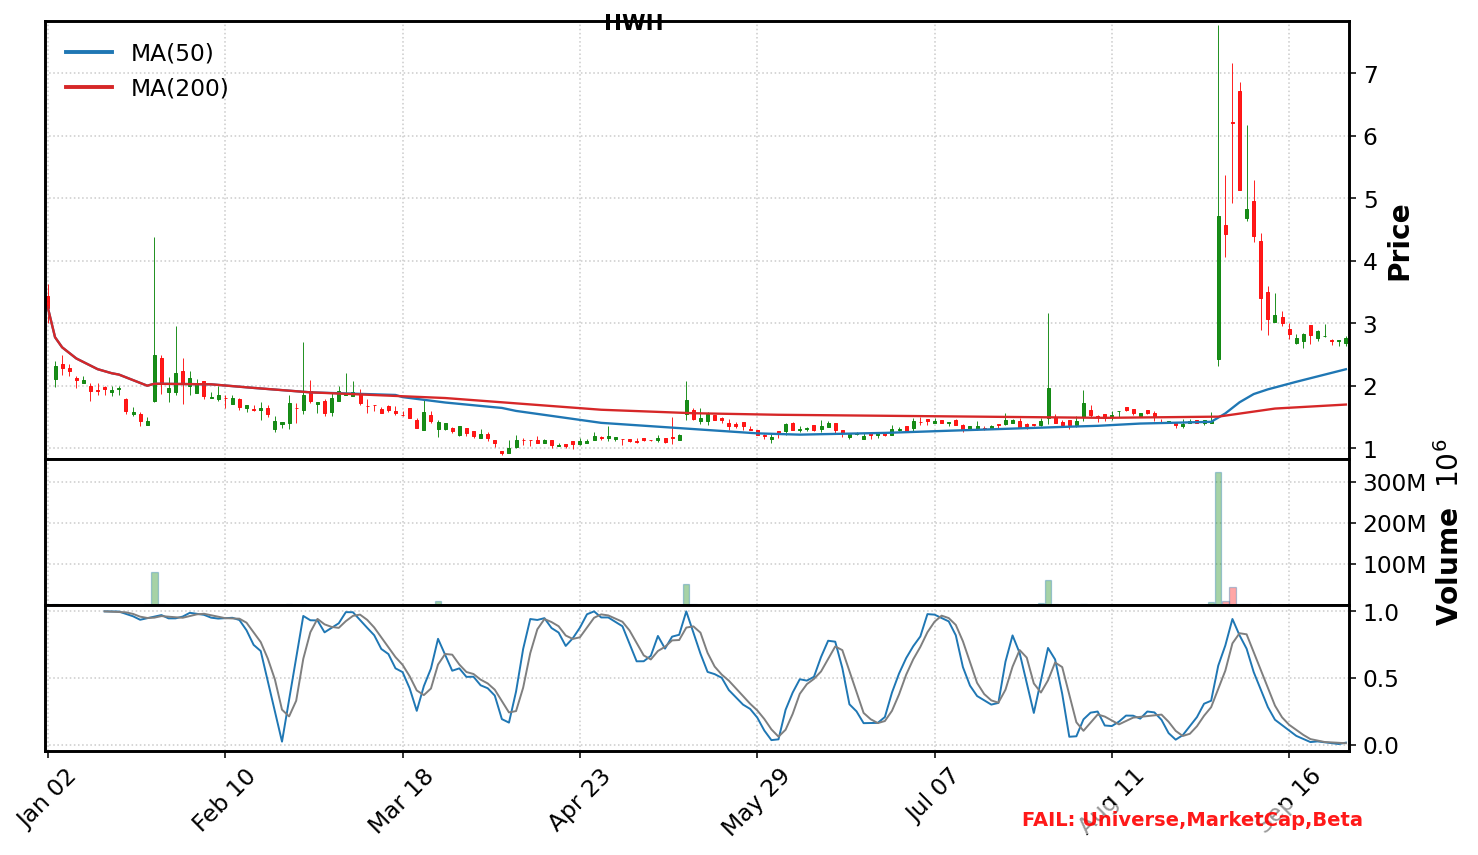 HWH
MA(50)
MA(200)
7
6
5
4
3
2
1
Price
300M
200M
100M
Volume 10^6
1.0
0.5
0.0
Jan 02
Feb 10
Mar 18
Apr 23
May 29
Jul 07
Aug 11
Sep 16
FAIL: Universe,MarketCap,Beta